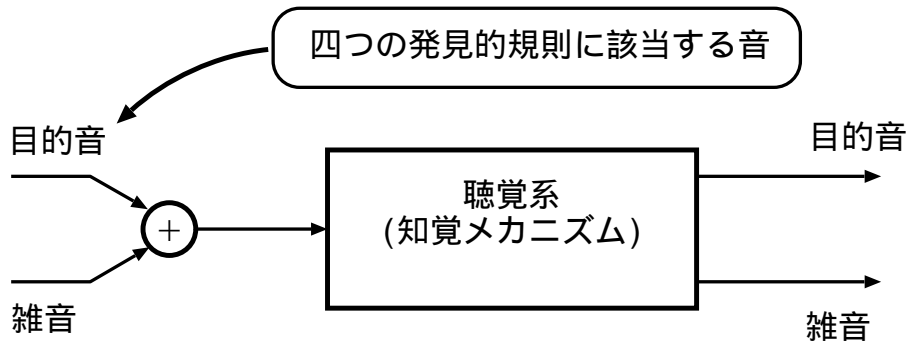 四つの発見的規則に該当する音
目的音
目的音
聴覚系
(知覚メカニズム)
+
雑音
雑音